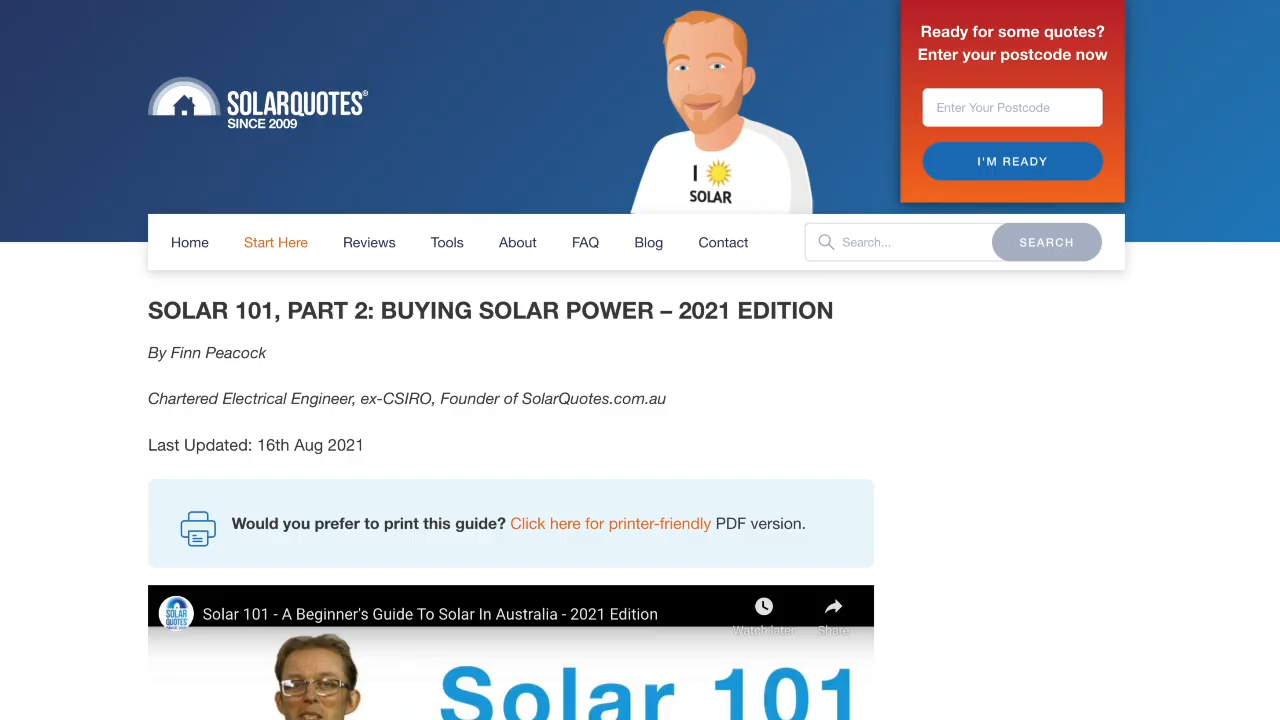 SOLARQUOTES®
SINCE 2009
I
SOLAR
Ready for some quotes?
Enter your postcode now
Enter Your Postcode
I'M READY
Home Start Here Reviews Tools About FAQ Blog Contact Search... SEARCH
SOLAR 101, PART 2: BUYING SOLAR POWER – 2021 EDITION
By Finn Peacock
Chartered Electrical Engineer, ex-CSIRO, Founder of SolarQuotes.com.au
Last Updated: 16th Aug 2021
Would you prefer to print this guide? Click here for printer-friendly PDF version.
SOLAR
QUOTES
SINCE 2009
Solar 101 - A Beginner's Guide To Solar In Australia - 2021 Edition
Watch later Share
Solar 101